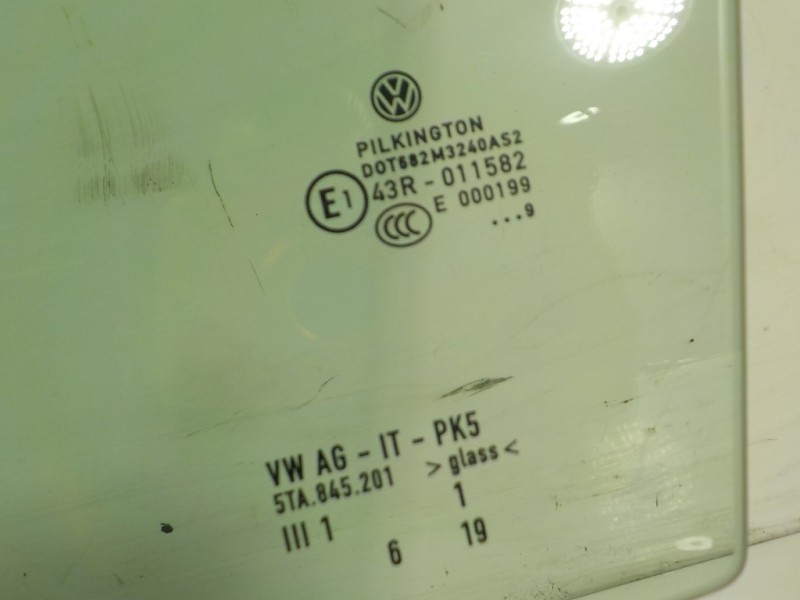 PILKINGTON
DOT682M3240AS2
E1 43R - 011582
CCC E 000199
...9
VW AG - IT - PK5
5TA.845.201 >glass<
III 1 1
6 19